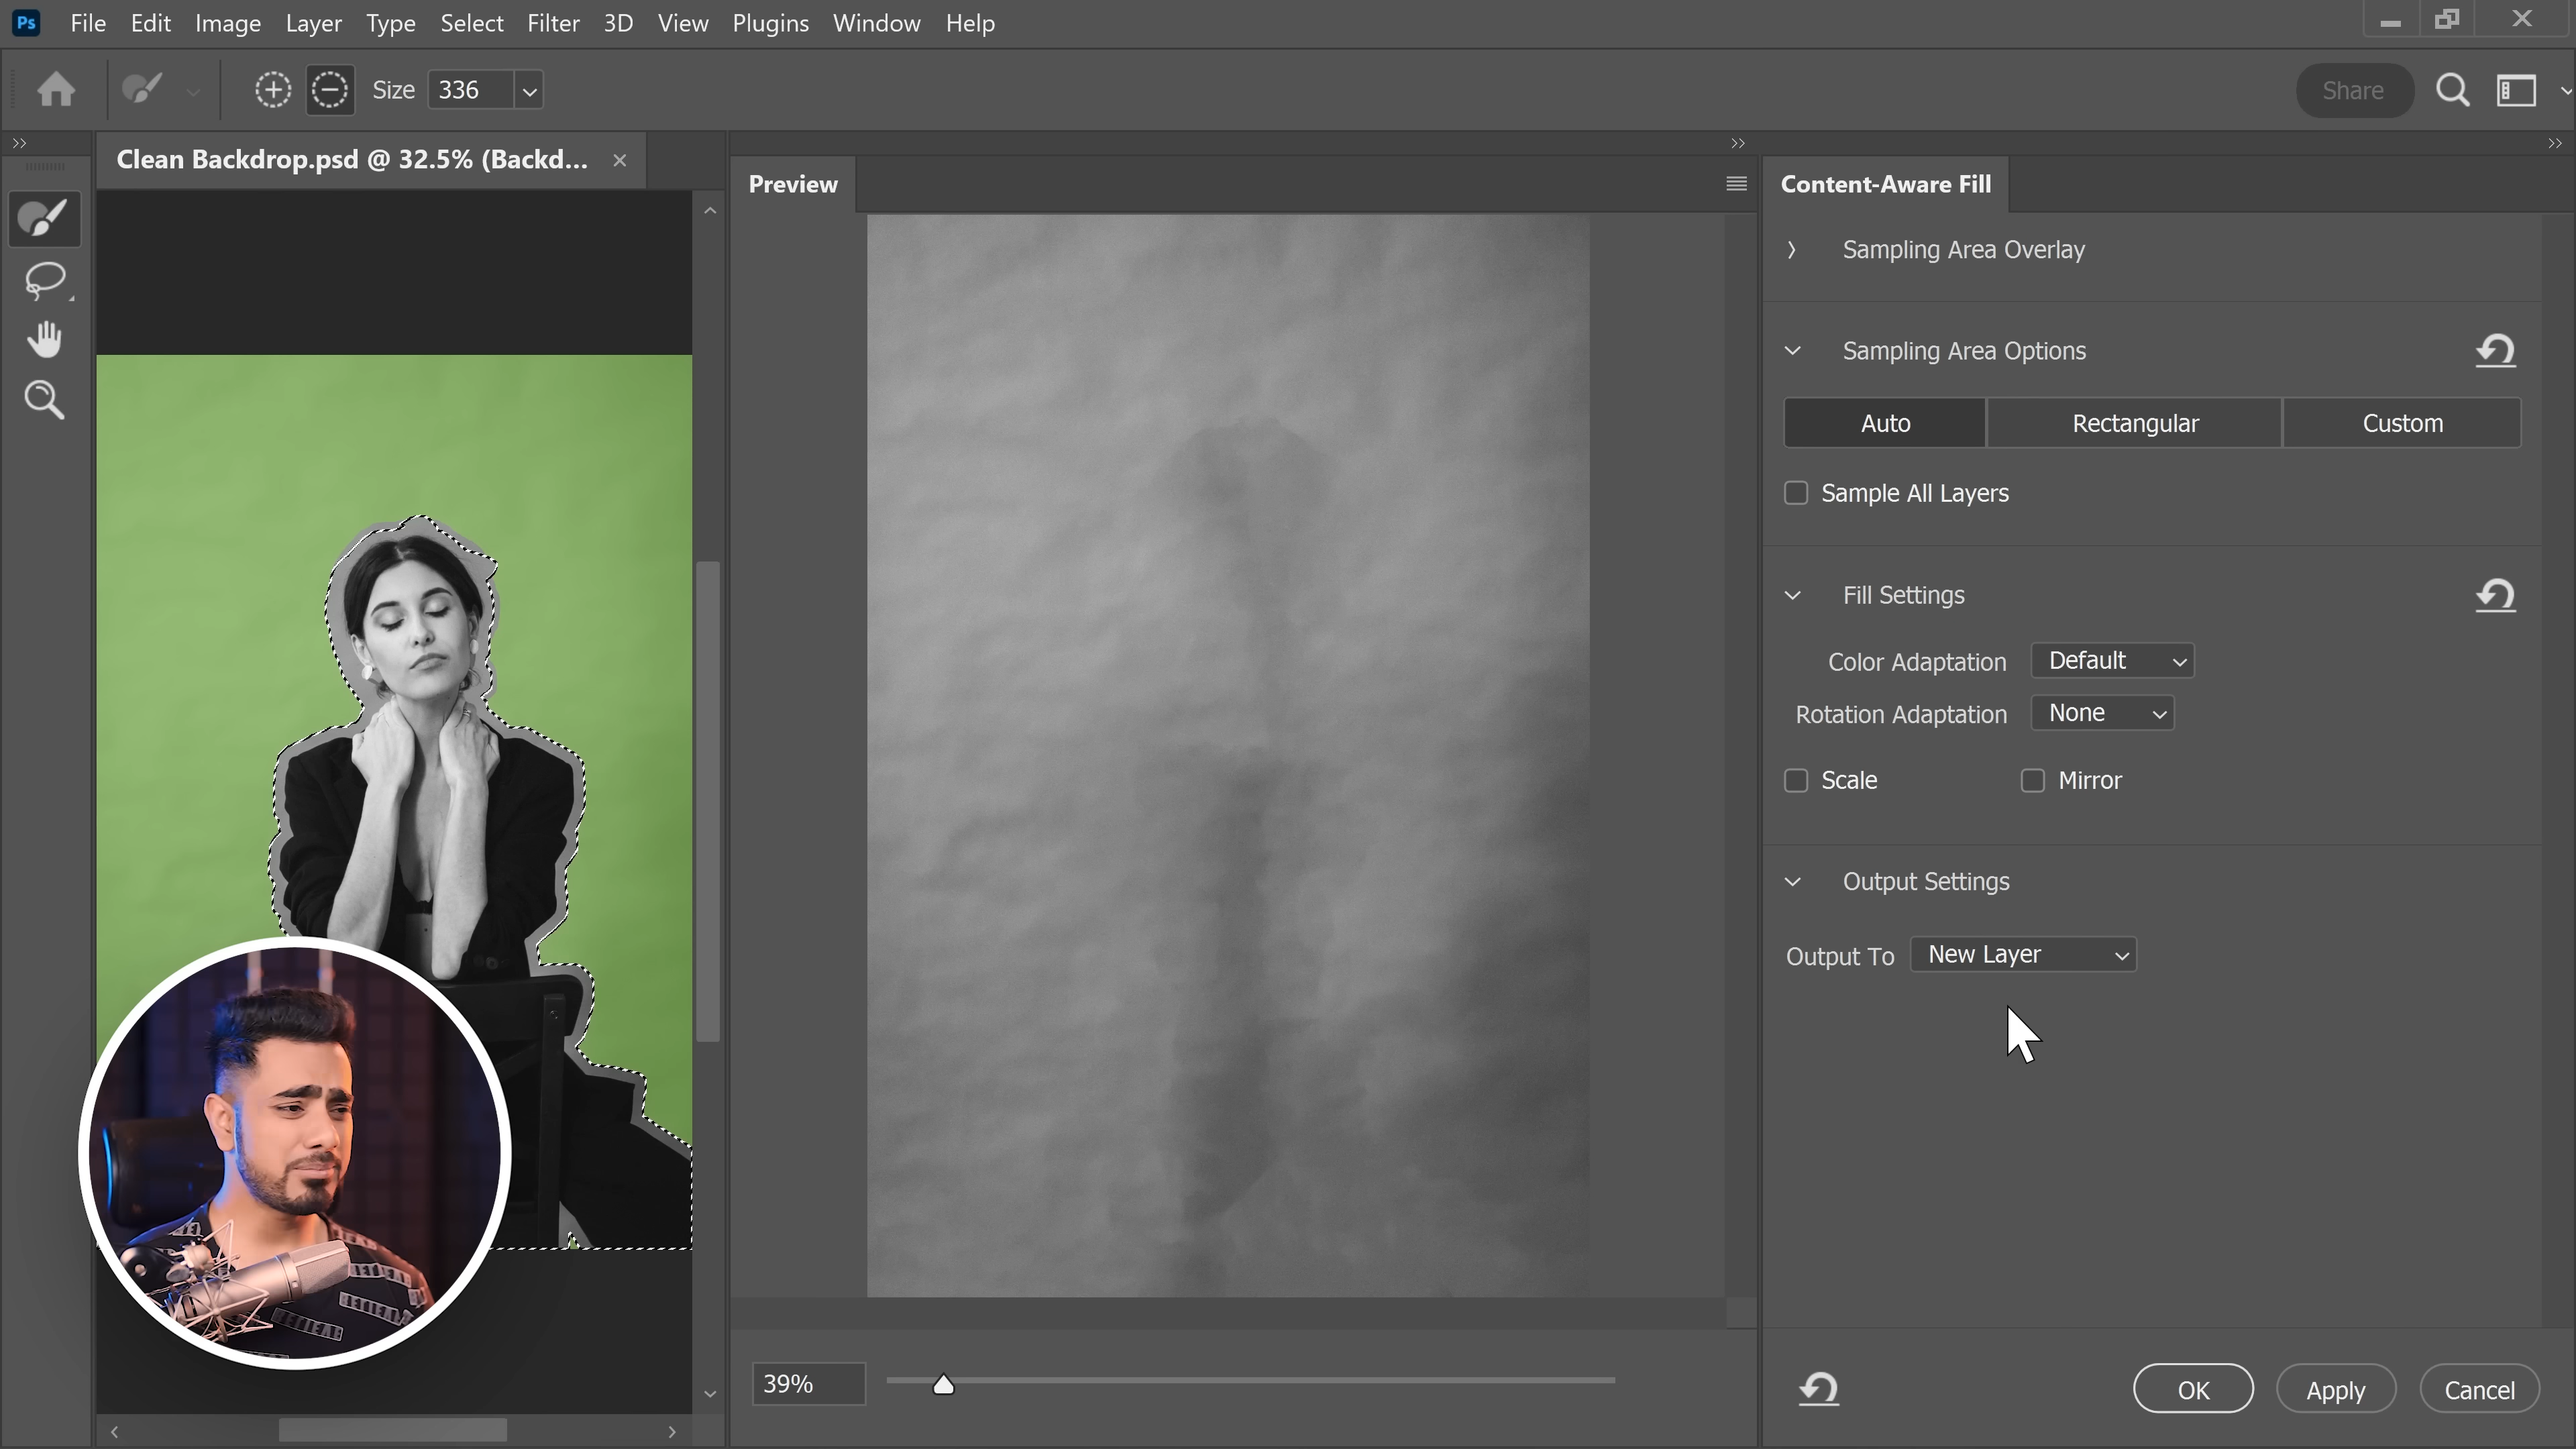 Ps File Edit Image Layer Type Select Filter 3D View Plugins Window Help
Size 336 Share
Clean Backdrop.psd @ 32.5% (Backd...
Preview
Content-Aware Fill
Sampling Area Overlay
Sampling Area Options
Auto Rectangular Custom
Sample All Layers
Fill Settings
Color Adaptation Default
Rotation Adaptation None
Scale Mirror
Output Settings
Output To New Layer
39%
OK Apply Cancel